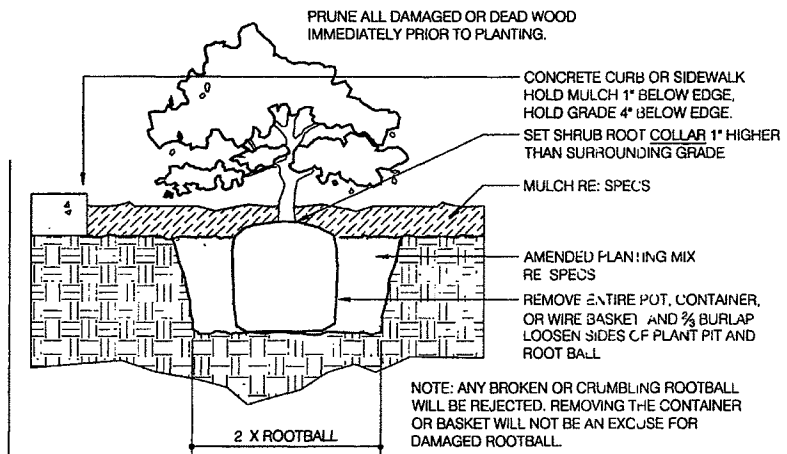 PRUNE ALL DAMAGED OR DEAD WOOD
IMMEDIATELY PRIOR TO PLANTING.
CONCRETE CURB OR SIDEWALK
HOLD MULCH 1" BELOW EDGE,
HOLD GRADE 4" BELOW EDGE.
SET SHRUB ROOT COLLAR 1" HIGHER
THAN SURROUNDING GRADE
MULCH RE: SPECS
AMENDED PLANTING MIX
RE SPECS
REMOVE ENTIRE POT, CONTAINER,
OR WIRE BASKET AND ⅔ BURLAP
LOOSEN SIDES OF PLANT PIT AND
ROOT BALL
NOTE: ANY BROKEN OR CRUMBLING ROOTBALL
WILL BE REJECTED. REMOVING THE CONTAINER
OR BASKET WILL NOT BE AN EXCUSE FOR
DAMAGED ROOTBALL.
2 X ROOTBALL